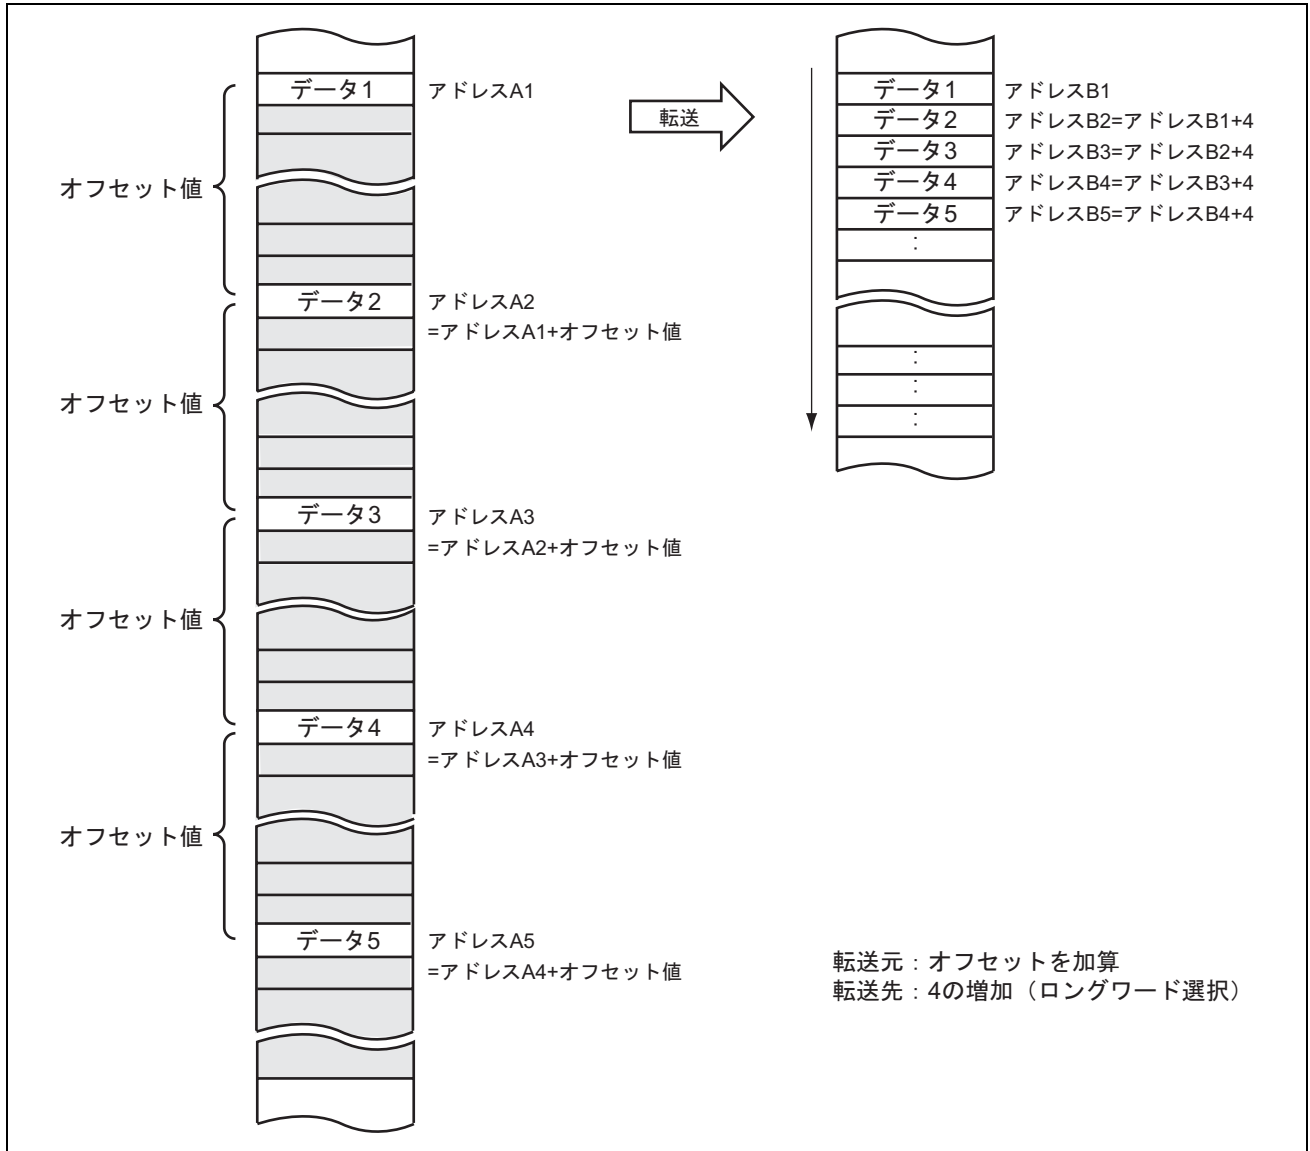 データ1
アドレスA1
オフセット値
データ2
アドレスA2
=アドレスA1+オフセット値
オフセット値
データ3
アドレスA3
=アドレスA2+オフセット値
オフセット値
データ4
アドレスA4
=アドレスA3+オフセット値
オフセット値
データ5
アドレスA5
=アドレスA4+オフセット値
転送
データ1 アドレスB1
データ2 アドレスB2=アドレスB1+4
データ3 アドレスB3=アドレスB2+4
データ4 アドレスB4=アドレスB3+4
データ5 アドレスB5=アドレスB4+4
:
:
:
:
転送元：オフセットを加算
転送先：4の増加（ロングワード選択）